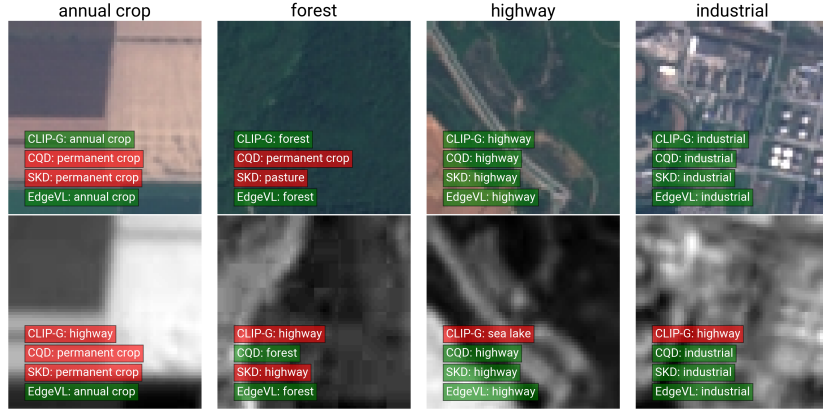 annual crop
forest
highway
industrial
CLIP-G: annual crop
CQD: permanent crop
SKD: permanent crop
EdgeVL: annual crop
CLIP-G: forest
CQD: permanent crop
SKD: pasture
EdgeVL: forest
CLIP-G: highway
CQD: highway
SKD: highway
EdgeVL: highway
CLIP-G: industrial
CQD: industrial
SKD: industrial
EdgeVL: industrial
CLIP-G: highway
CQD: permanent crop
SKD: permanent crop
EdgeVL: annual crop
CLIP-G: highway
CQD: forest
SKD: highway
EdgeVL: forest
CLIP-G: sea lake
CQD: highway
SKD: highway
EdgeVL: highway
CLIP-G: highway
CQD: industrial
SKD: industrial
EdgeVL: industrial